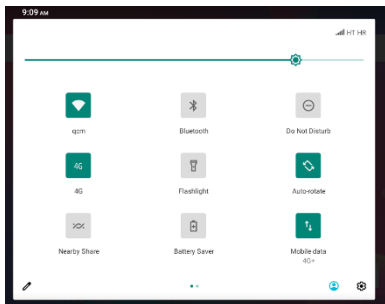 9:09 AM
HT HR
qcm
Bluetooth
Do Not Disturb
4G
4G
Flashlight
Auto-rotate
Nearby Share
Battery Saver
Mobile data
4G+